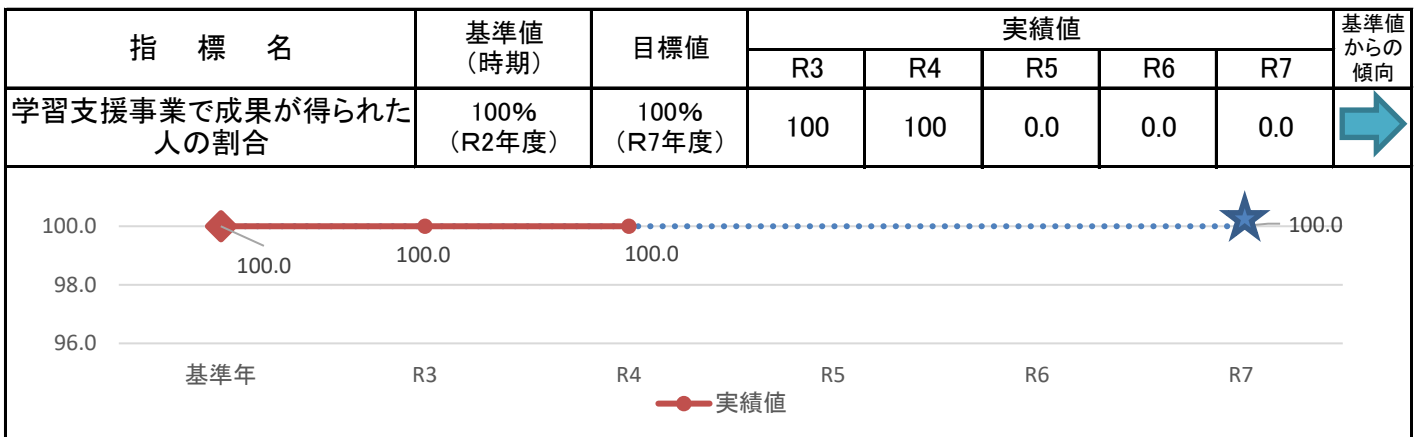 指 標 名
基準値
（時期）
目標値
実績値
基準値
からの
傾向
R3 R4 R5 R6 R7
学習支援事業で成果が得られた
人の割合
100%
（R2年度）
100%
（R7年度）
100 100 0.0 0.0 0.0
100.0
98.0
96.0
100.0
100.0
100.0
100.0
基準年 R3 R4 R5 R6 R7
実績値